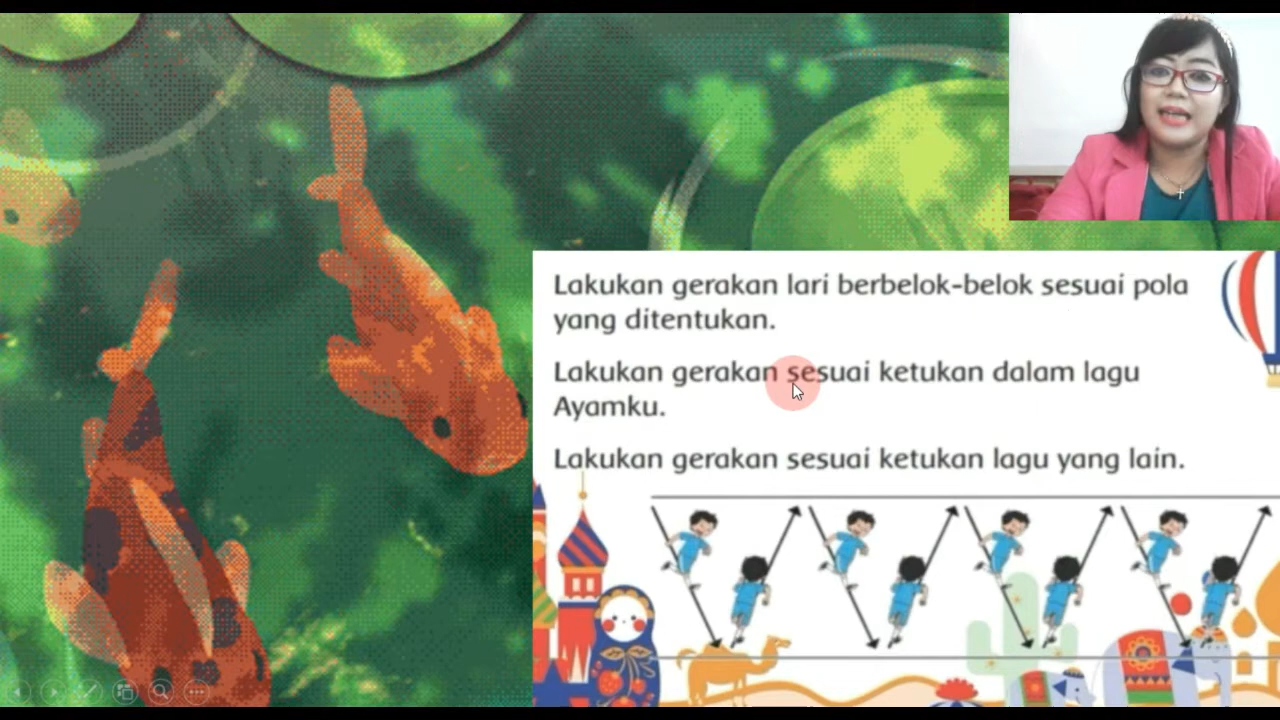 Lakukan gerakan lari berbelok-belok sesuai pola
yang ditentukan.
Lakukan gerakan sesuai ketukan dalam lagu
Ayamku.
Lakukan gerakan sesuai ketukan lagu yang lain.